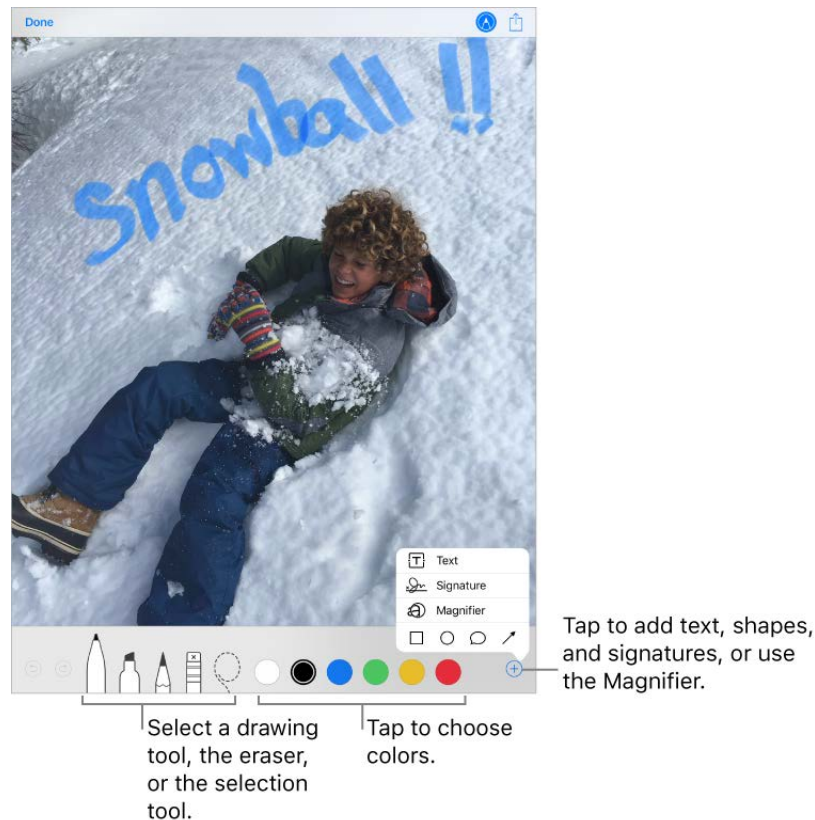 Done
Snowball !!
Text
Signature
Magnifier
Tap to add text, shapes,
and signatures, or use
the Magnifier.
Select a drawing
tool, the eraser,
or the selection
tool.
Tap to choose
colors.